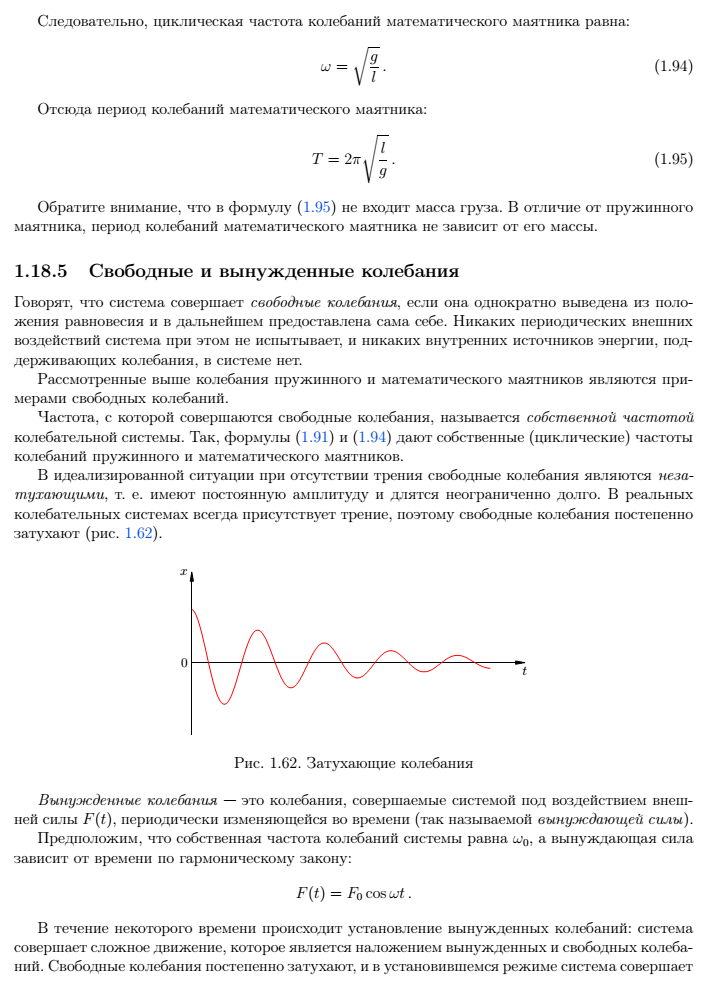 Следовательно, циклическая частота колебаний математического маятника равна:
ω = √(g/l) . (1.94)
Отсюда период колебаний математического маятника:
T = 2π√(l/g) . (1.95)
Обратите внимание, что в формулу (1.95) не входит масса груза. В отличие от пружинного
маятника, период колебаний математического маятника не зависит от его массы.
1.18.5 Свободные и вынужденные колебания
Говорят, что система совершает свободные колебания, если она однократно выведена из поло-
жения равновесия и в дальнейшем предоставлена сама себе. Никаких периодических внешних
воздействий система при этом не испытывает, и никаких внутренних источников энергии, под-
держивающих колебания, в системе нет.
Рассмотренные выше колебания пружинного и математического маятников являются при-
мерами свободных колебаний.
Частота, с которой совершаются свободные колебания, называется собственной частотой
колебательной системы. Так, формулы (1.91) и (1.94) дают собственные (циклические) частоты
колебаний пружинного и математического маятников.
В идеализированной ситуации при отсутствии трения свободные колебания являются неза-
тухающими, т. е. имеют постоянную амплитуду и длятся неограниченно долго. В реальных
колебательных системах всегда присутствует трение, поэтому свободные колебания постепенно
затухают (рис. 1.62).
x
0
t
Рис. 1.62. Затухающие колебания
Вынужденные колебания — это колебания, совершаемые системой под воздействием внеш-
ней силы F(t), периодически изменяющейся во времени (так называемой вынуждающей силы).
Предположим, что собственная частота колебаний системы равна ω₀, а вынуждающая сила
зависит от времени по гармоническому закону:
F(t) = F₀ cos ωt .
В течение некоторого времени происходит установление вынужденных колебаний: система
совершает сложное движение, которое является наложением вынужденных и свободных колеба-
ний. Свободные колебания постепенно затухают, и в установившемся режиме система совершает